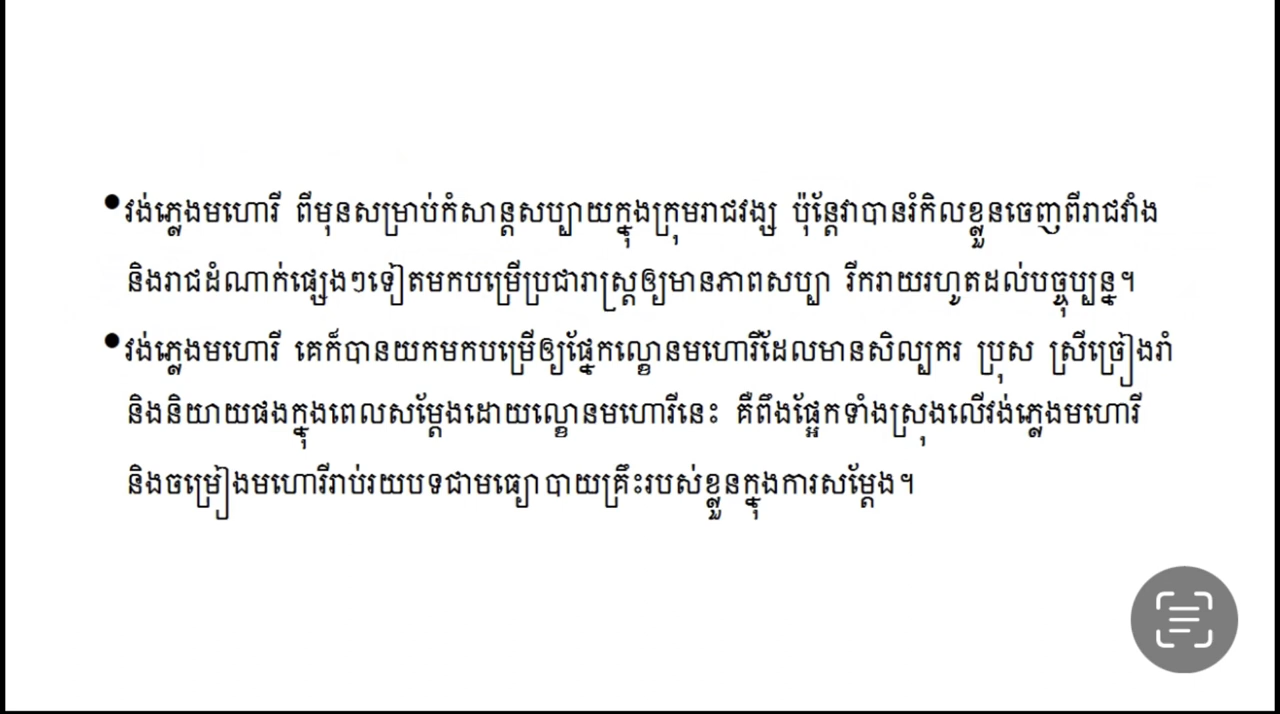 •វង់ភ្លេងមហោរី ពីមុនសម្រាប់កំសាន្តសប្បាយក្នុងក្រុមរាជវង្ស ប៉ុន្តែវាបានរំកិលខ្លួនចេញពីរាជវាំង
និងរាជដំណាក់ផ្សេងៗទៀតមកបម្រើប្រជារាស្ត្រឲ្យមានភាពសប្បា រីករាយរហូតដល់បច្ចុប្បន្ន។
•វង់ភ្លេងមហោរី គេក៏បានយកមកបម្រើឲ្យផ្នែកល្ខោនមហោរីដែលមានសិល្បករ ប្រុស ស្រីច្រៀងរាំ
និងនិយាយផងក្នុងពេលសម្តែងដោយល្ខោនមហោរីនេះ គឺពឹងផ្អែកទាំងស្រុងលើវង់ភ្លេងមហោរី
និងចម្រៀងមហោរីរាប់រយបទជាមធ្យោបាយគ្រឹះរបស់ខ្លួនក្នុងការសម្តែង។